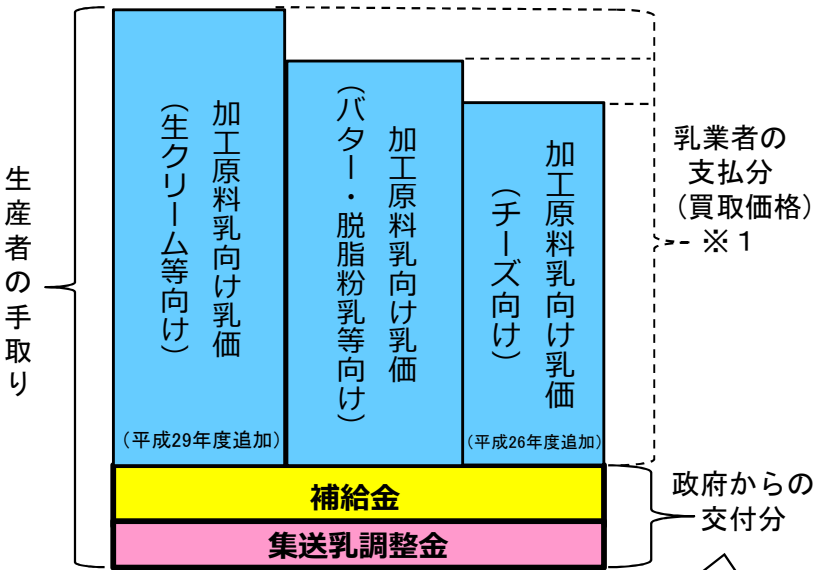 生産者の手取り
加工原料乳向け乳価
（生クリーム等向け）
（平成29年度追加）
加工原料乳向け乳価
（バター・脱脂粉乳等向け）
加工原料乳向け乳価
（チーズ向け）
（平成26年度追加）
乳業者の
支払分
（買取価格）
※１
補給金
集送乳調整金
政府からの
交付分